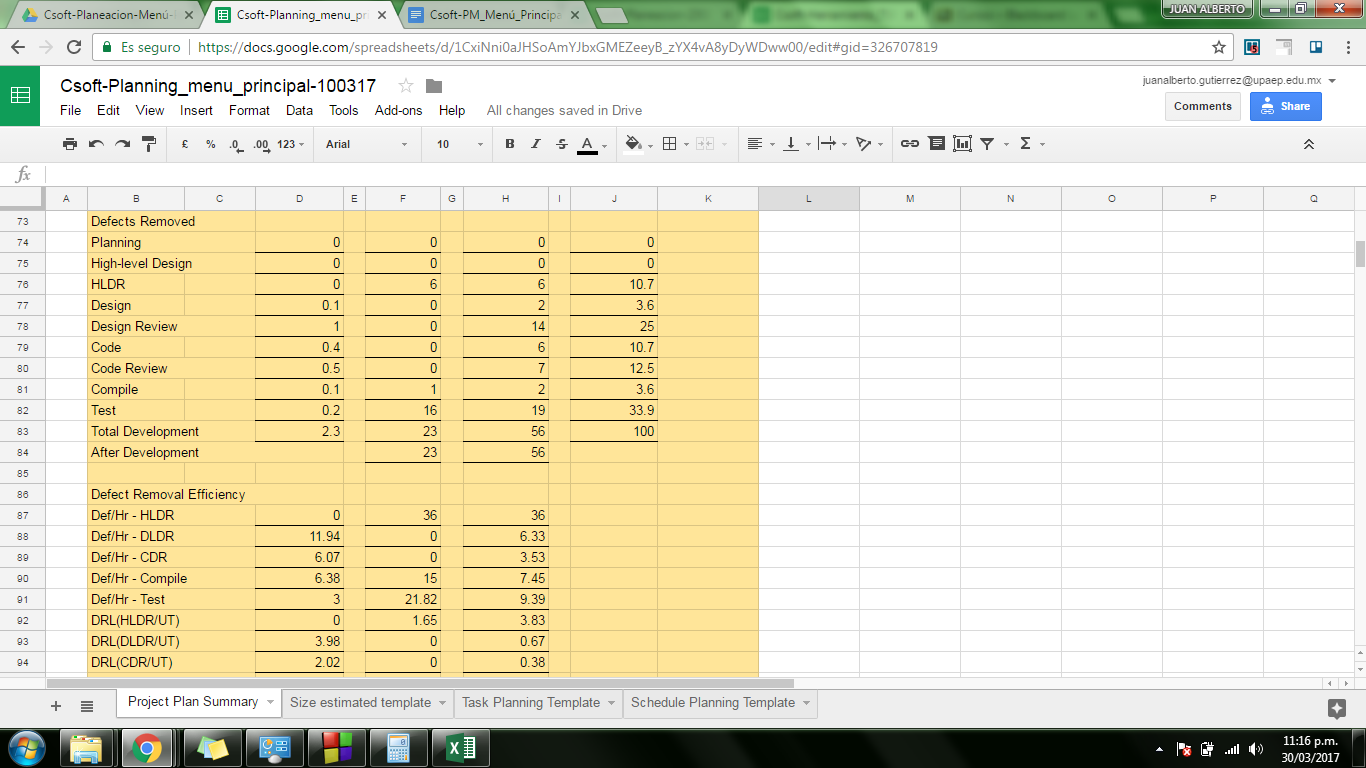 JUAN ALBERTO
Csoft-Planeacion-Menú-
Csoft-Planning_menu_pri
Csoft-PM_Menú_Principa
Es seguro https://docs.google.com/spreadsheets/d/1CxiNni0aJHSoAmYJbxGMEZeeyB_zYX4vA8yDyWDww00/edit#gid=326707819
Csoft-Planning_menu_principal-100317
juanalberto.gutierrez@upaep.edu.mx
File Edit View Insert Format Data Tools Add-ons Help All changes saved in Drive
Comments Share
£ % .0 .00 123 Arial 10 B I S A Σ
fx
A B C D E F G H I J K L M N O P Q
73 Defects Removed
74 Planning 0 0 0 0
75 High-level Design 0 0 0 0
76 HLDR 0 6 6 10.7
77 Design 0.1 0 2 3.6
78 Design Review 1 0 14 25
79 Code 0.4 0 6 10.7
80 Code Review 0.5 0 7 12.5
81 Compile 0.1 1 2 3.6
82 Test 0.2 16 19 33.9
83 Total Development 2.3 23 56 100
84 After Development 23 56
85
86 Defect Removal Efficiency
87 Def/Hr - HLDR 0 36 36
88 Def/Hr - DLDR 11.94 0 6.33
89 Def/Hr - CDR 6.07 0 3.53
90 Def/Hr - Compile 6.38 15 7.45
91 Def/Hr - Test 3 21.82 9.39
92 DRL(HLDR/UT) 0 1.65 3.83
93 DRL(DLDR/UT) 3.98 0 0.67
94 DRL(CDR/UT) 2.02 0 0.38
Project Plan Summary Size estimated template Task Planning Template Schedule Planning Template
11:16 p.m.
30/03/2017